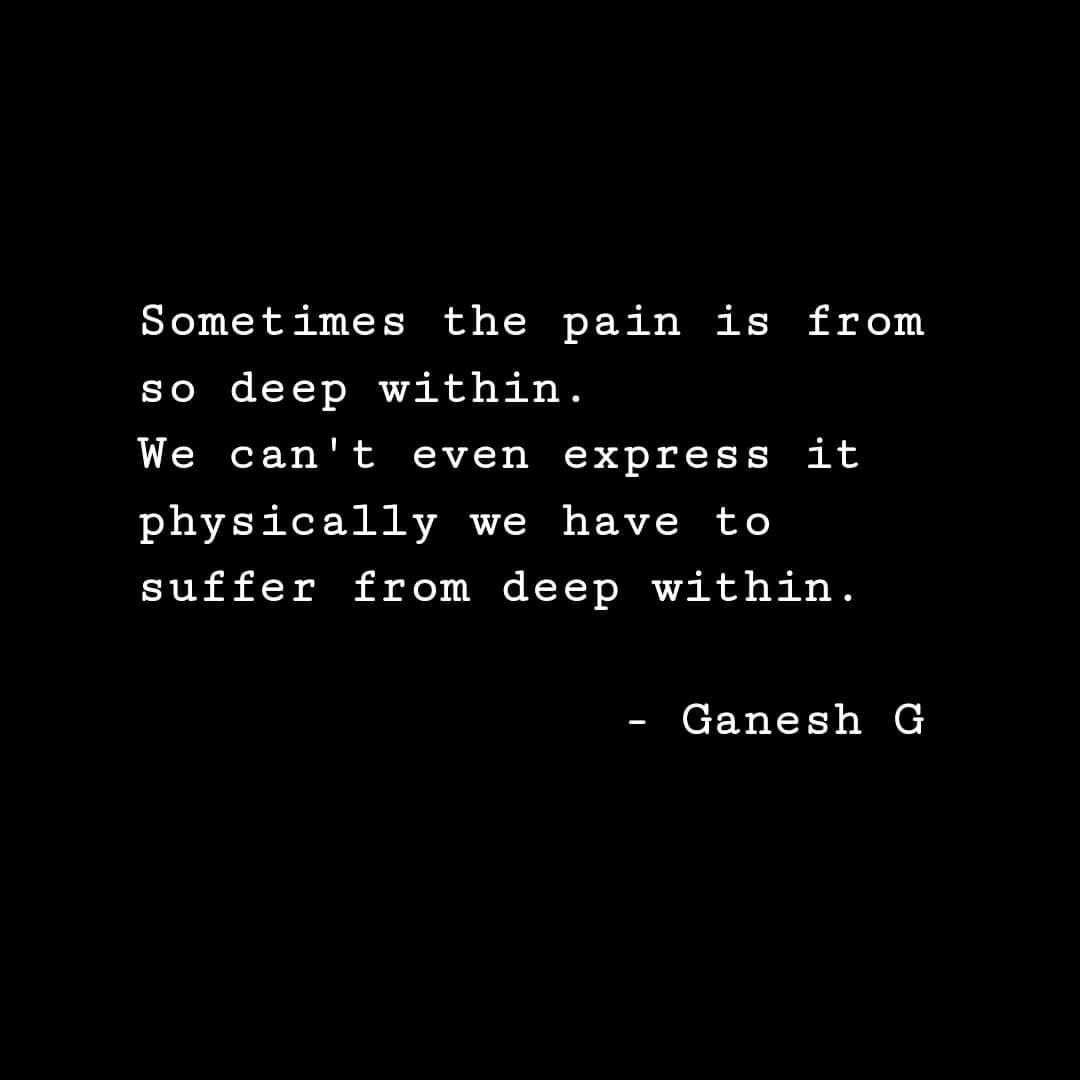 Sometimes the pain is from
so deep within.
We can't even express it
physically we have to
suffer from deep within.
- Ganesh G